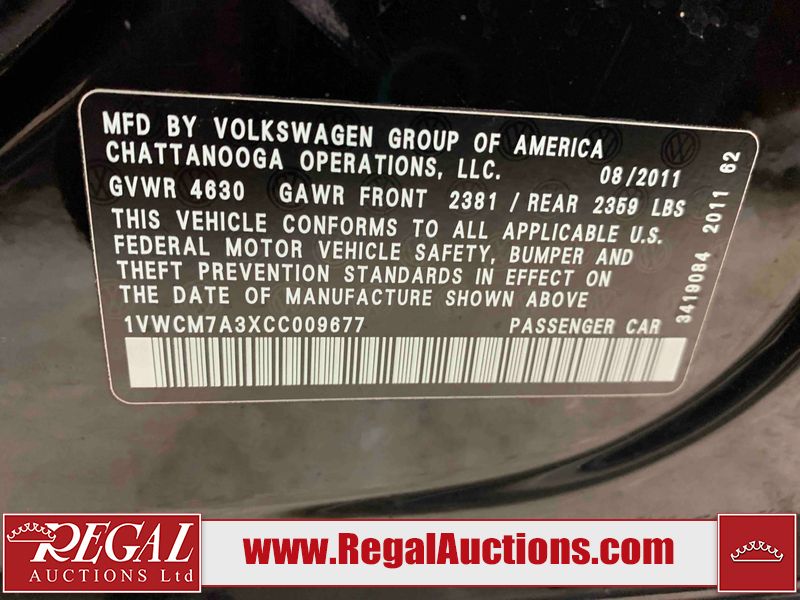 MFD BY VOLKSWAGEN GROUP OF AMERICA
CHATTANOOGA OPERATIONS, LLC. 08/2011
GVWR 4630 GAWR FRONT 2381 / REAR 2359 LBS
THIS VEHICLE CONFORMS TO ALL APPLICABLE U.S.
FEDERAL MOTOR VEHICLE SAFETY, BUMPER AND
THEFT PREVENTION STANDARDS IN EFFECT ON
THE DATE OF MANUFACTURE SHOWN ABOVE
1VWCM7A3XCC009677 PASSENGER CAR
3419084 2011 62
REGAL
AUCTIONS Ltd
www.RegalAuctions.com